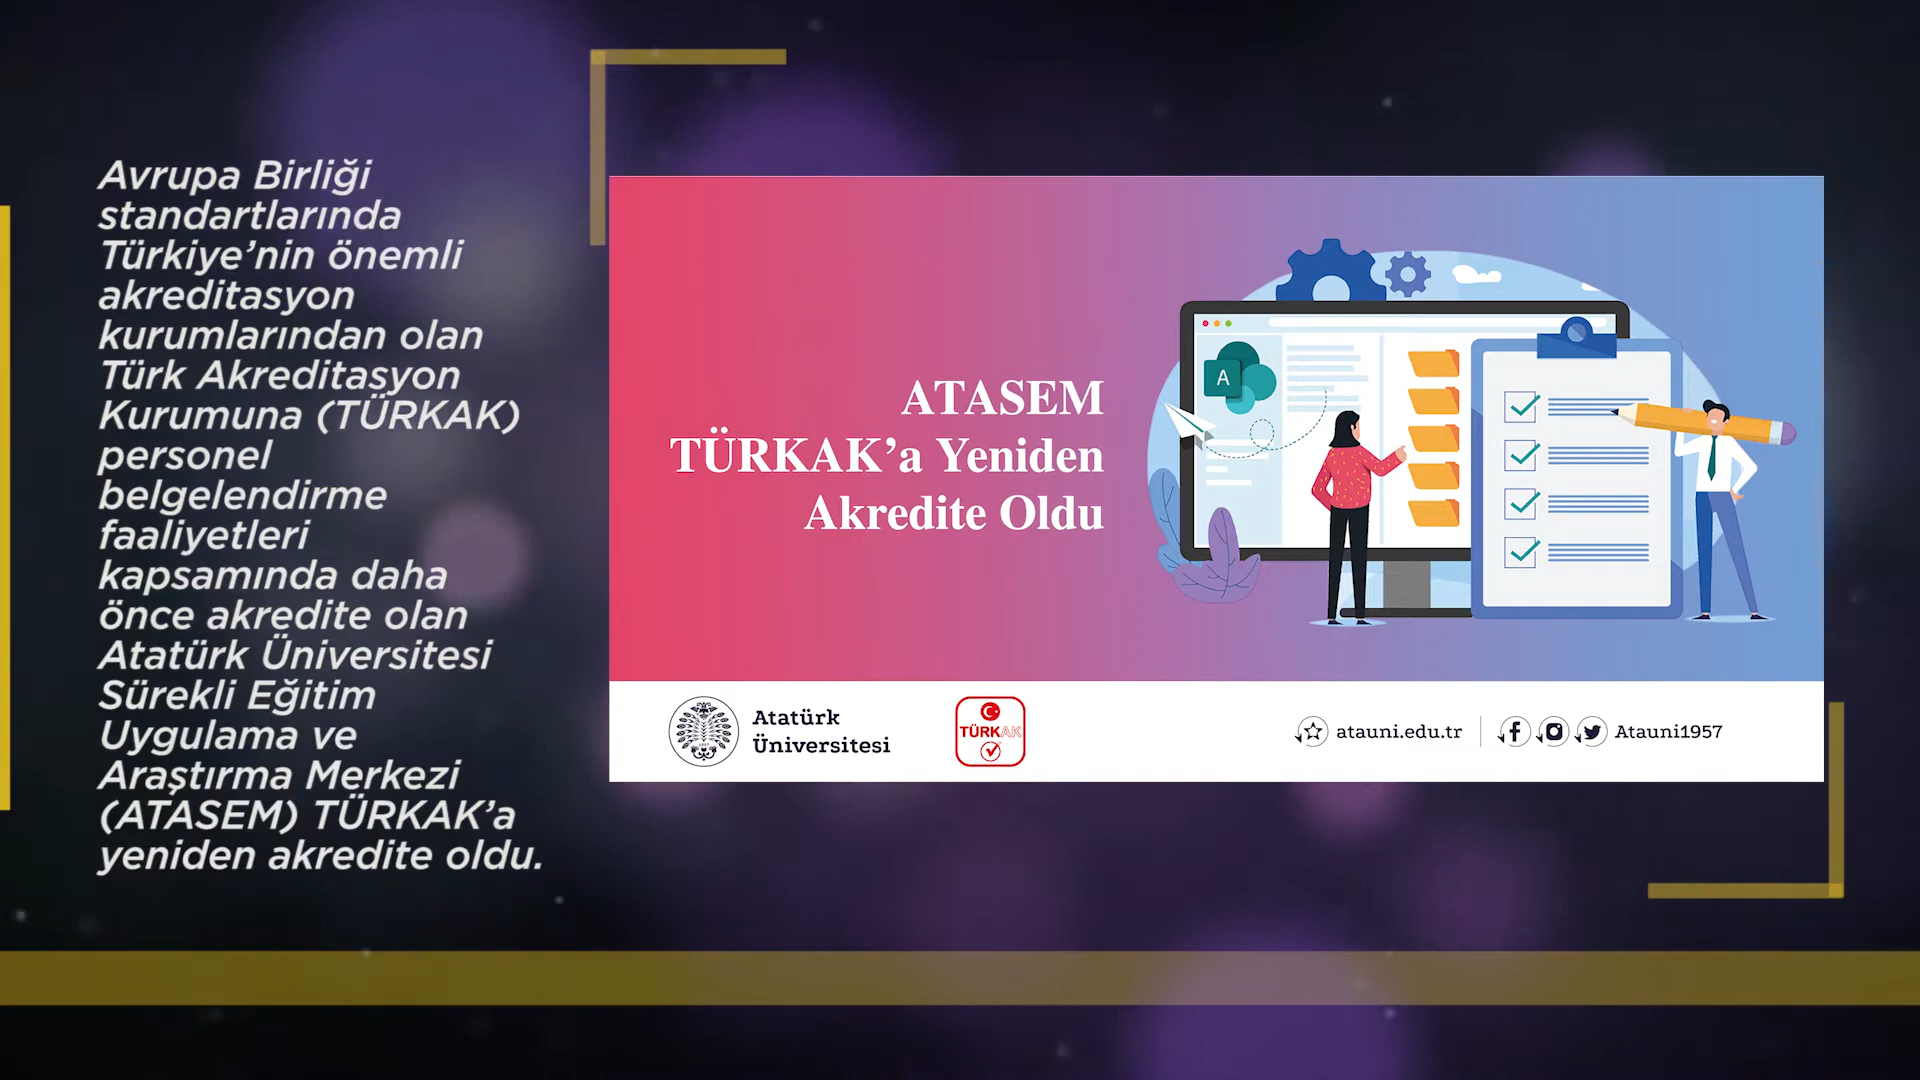 Avrupa Birliği
standartlarında
Türkiye’nin önemli
akreditasyon
kurumlarından olan
Türk Akreditasyon
Kurumuna (TÜRKAK)
personel
belgelendirme
faaliyetleri
kapsamında daha
önce akredite olan
Atatürk Üniversitesi
Sürekli Eğitim
Uygulama ve
Araştırma Merkezi
(ATASEM) TÜRKAK’a
yeniden akredite oldu.
ATASEM
TÜRKAK’a Yeniden
Akredite Oldu
A
Atatürk
Üniversitesi
1957
TÜRKAK
atauni.edu.tr
Atauni1957